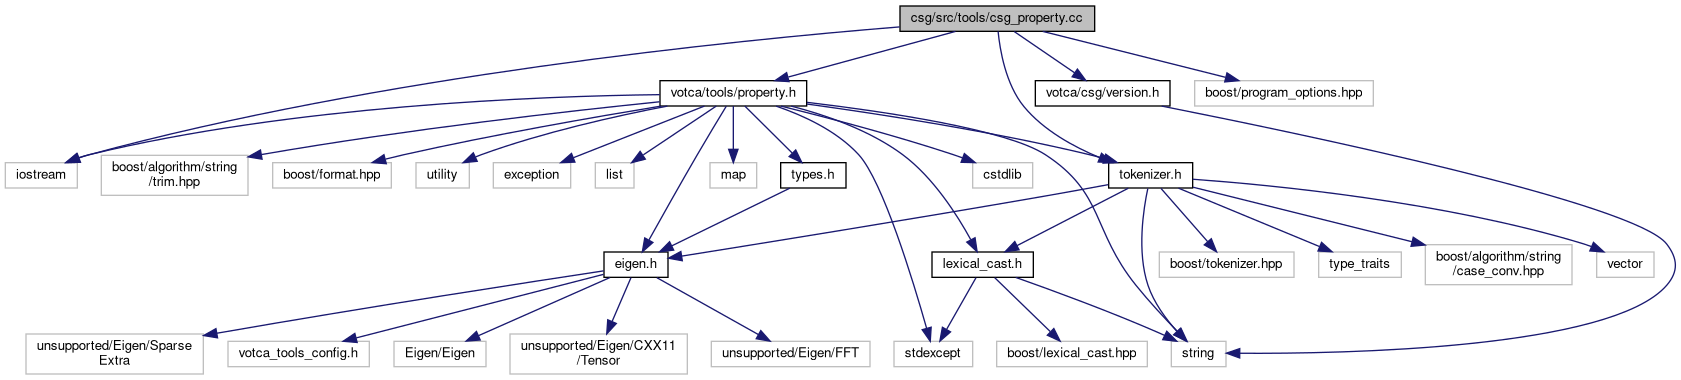 csg/src/tools/csg_property.cc
votca/tools/property.h
votca/csg/version.h
boost/program_options.hpp
iostream
boost/algorithm/string
/trim.hpp
boost/format.hpp
utility
exception
list
map
types.h
cstdlib
tokenizer.h
eigen.h
lexical_cast.h
boost/tokenizer.hpp
type_traits
boost/algorithm/string
/case_conv.hpp
vector
unsupported/Eigen/Sparse
Extra
votca_tools_config.h
Eigen/Eigen
unsupported/Eigen/CXX11
/Tensor
unsupported/Eigen/FFT
stdexcept
boost/lexical_cast.hpp
string